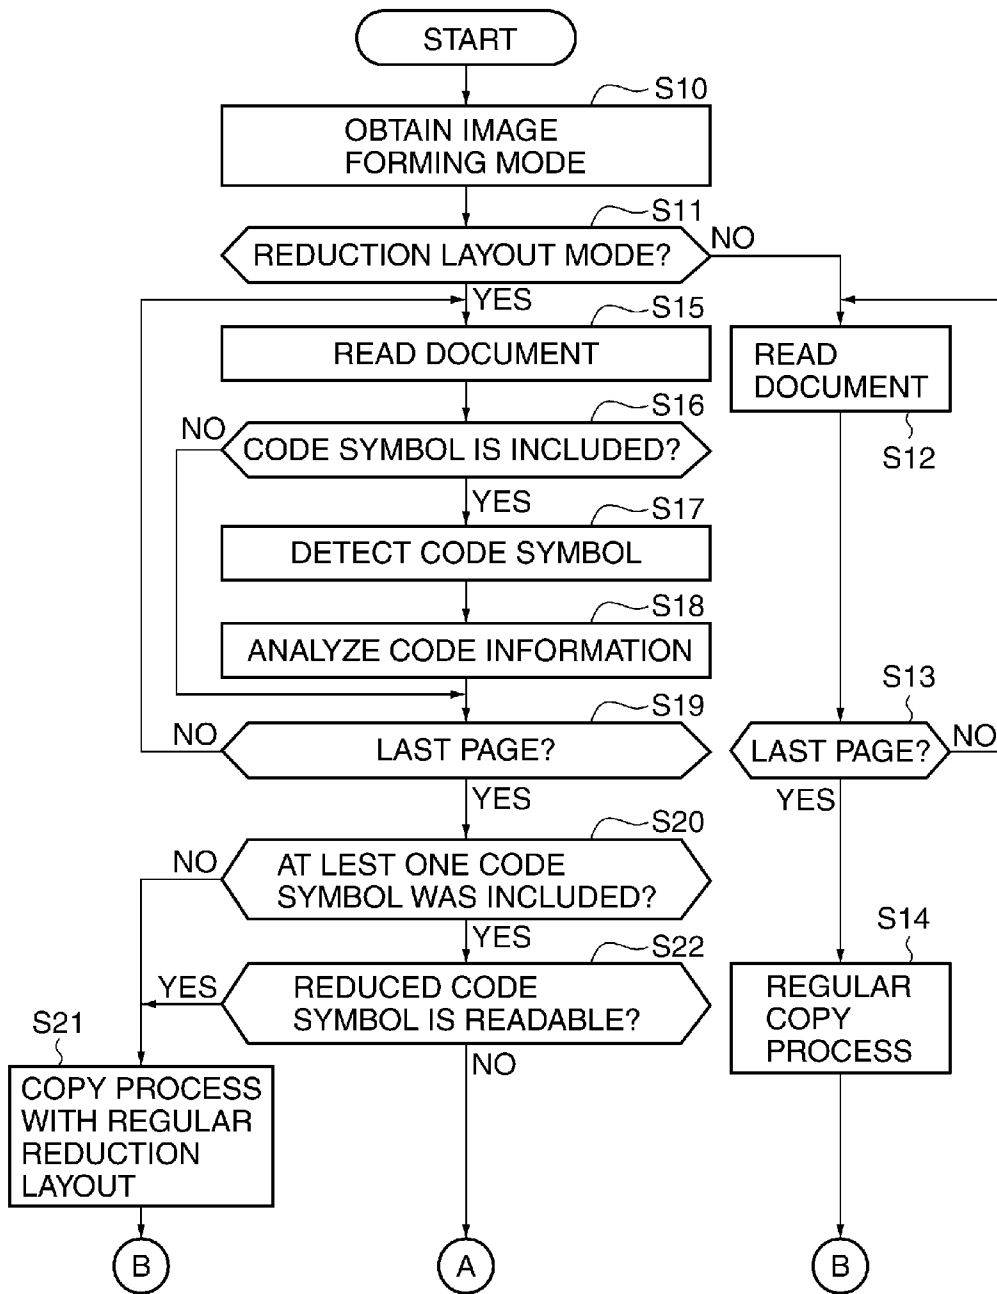 START
S10
OBTAIN IMAGE
FORMING MODE
S11
REDUCTION LAYOUT MODE?
NO
YES
S15
READ DOCUMENT
READ
DOCUMENT
S12
S16
NO
CODE SYMBOL IS INCLUDED?
YES
S17
DETECT CODE SYMBOL
S18
ANALYZE CODE INFORMATION
S19
NO
LAST PAGE?
YES
S13
LAST PAGE?
NO
YES
S20
NO
AT LEST ONE CODE
SYMBOL WAS INCLUDED?
YES
S22
YES
REDUCED CODE
SYMBOL IS READABLE?
NO
S14
REGULAR
COPY
PROCESS
S21
COPY PROCESS
WITH REGULAR
REDUCTION
LAYOUT
B
A
B